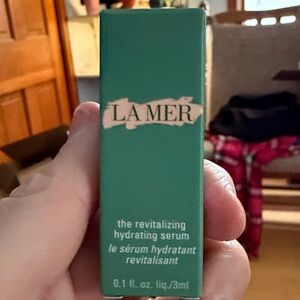 LA MER
the revitalizing
hydrating serum
le sérum hydratant
revitalisant
0.1 fl. oz. liq./3ml